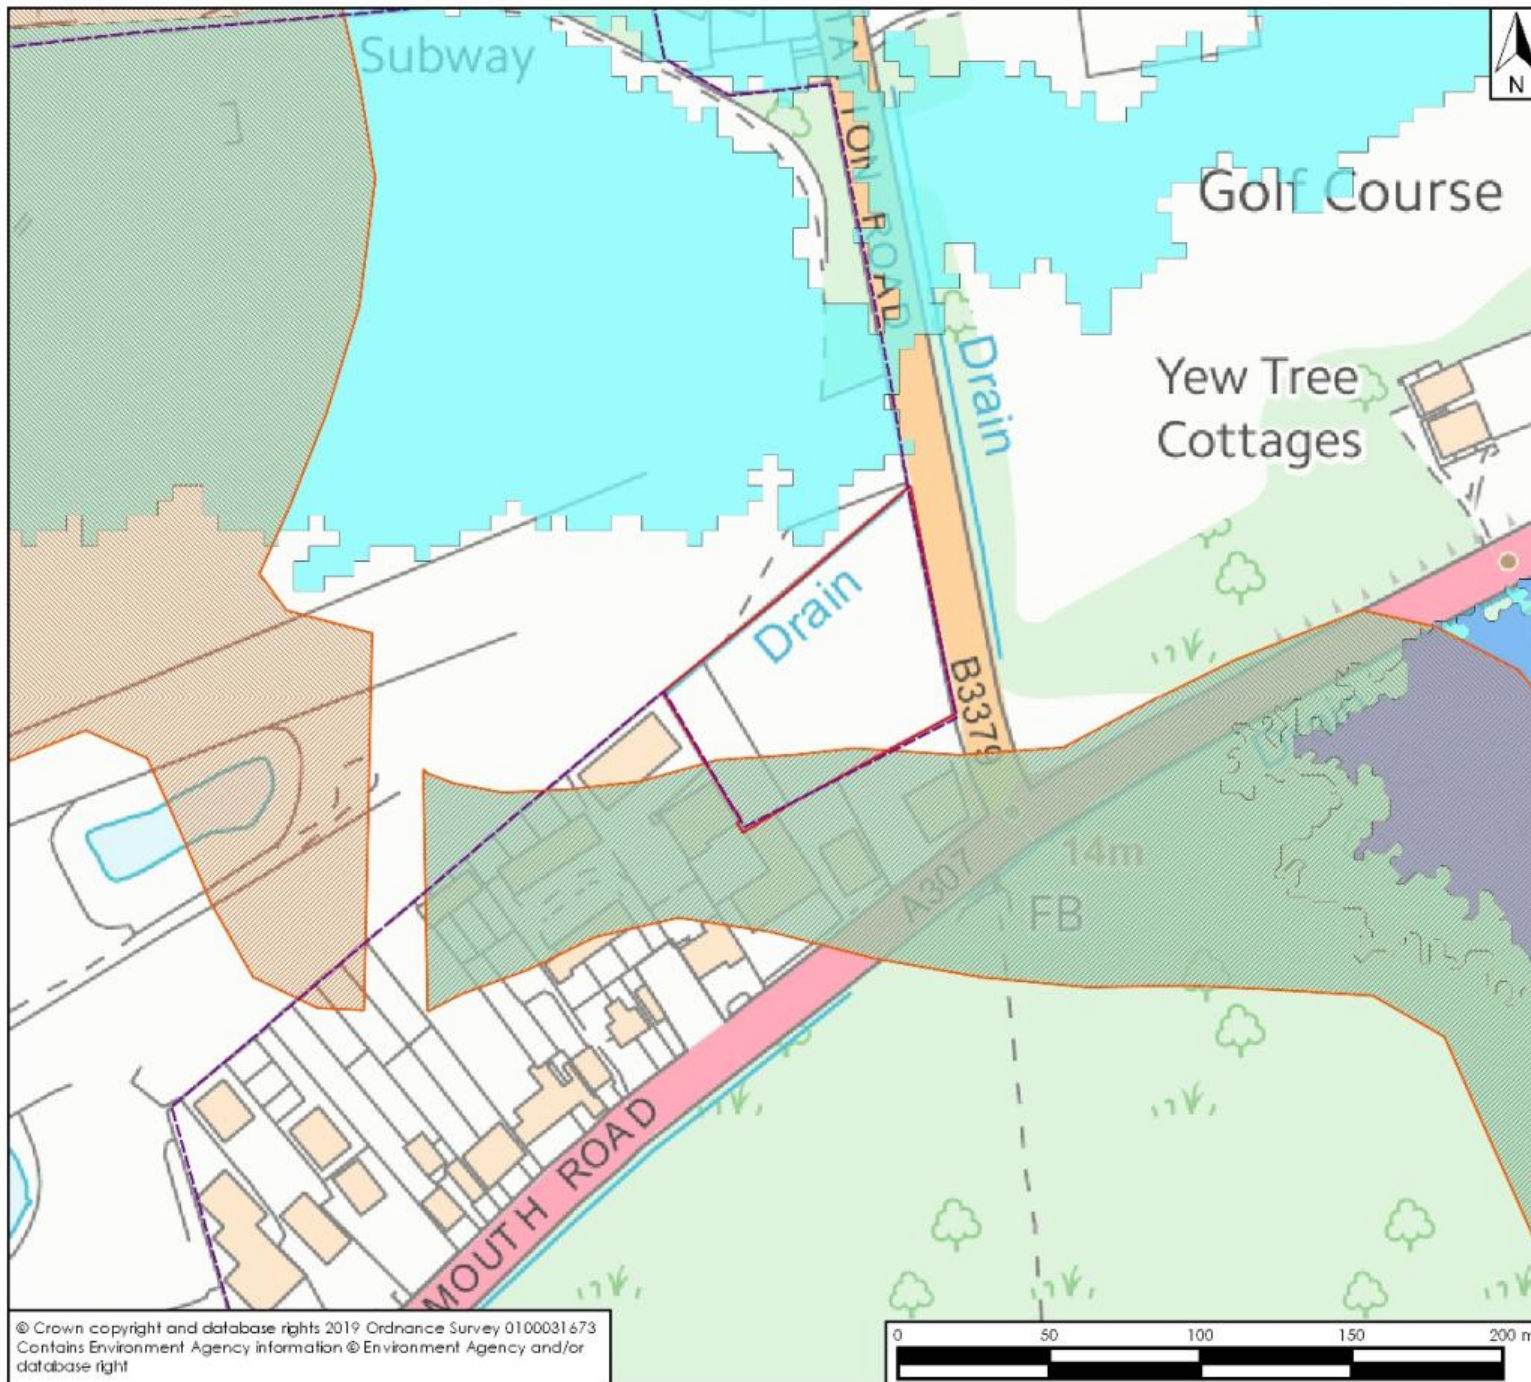 Subway
N
TATION ROAD
Golf Course
Drain
Yew Tree
Cottages
Drain
B3379
14m
A307
FB
MOUTH ROAD
© Crown copyright and database rights 2019 Ordnance Survey 0100031673
Contains Environment Agency information © Environment Agency and/or
database right
0 50 100 150 200 m